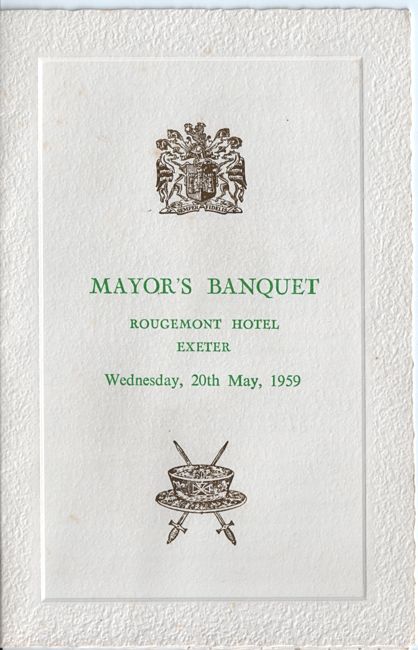 SEMPER FIDELIS
MAYOR'S BANQUET
ROUGEMONT HOTEL
EXETER
Wednesday, 20th May, 1959